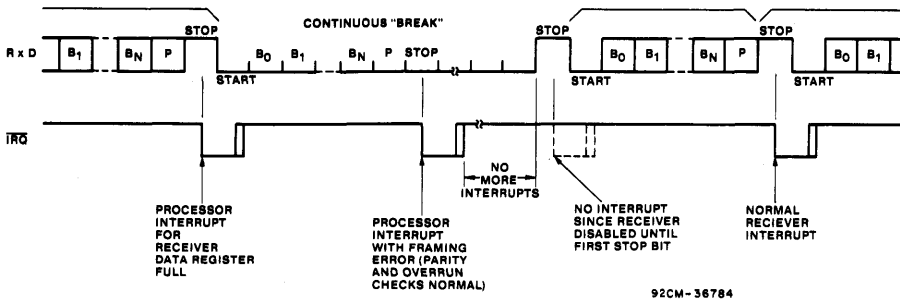 CONTINUOUS "BREAK"
STOP STOP STOP
R x D B1 BN P B0 B1 BN P STOP B0 B1 BN P B0 B1
START START START
IRQ
NO
MORE
INTERRUPTS
PROCESSOR
INTERRUPT
FOR
RECEIVER
DATA REGISTER
FULL
PROCESSOR
INTERRUPT
WITH FRAMING
ERROR (PARITY
AND OVERRUN
CHECKS NORMAL)
NO INTERRUPT
SINCE RECEIVER
DISABLED UNTIL
FIRST STOP BIT
NORMAL
RECIEVER
INTERRUPT
92CM-36784